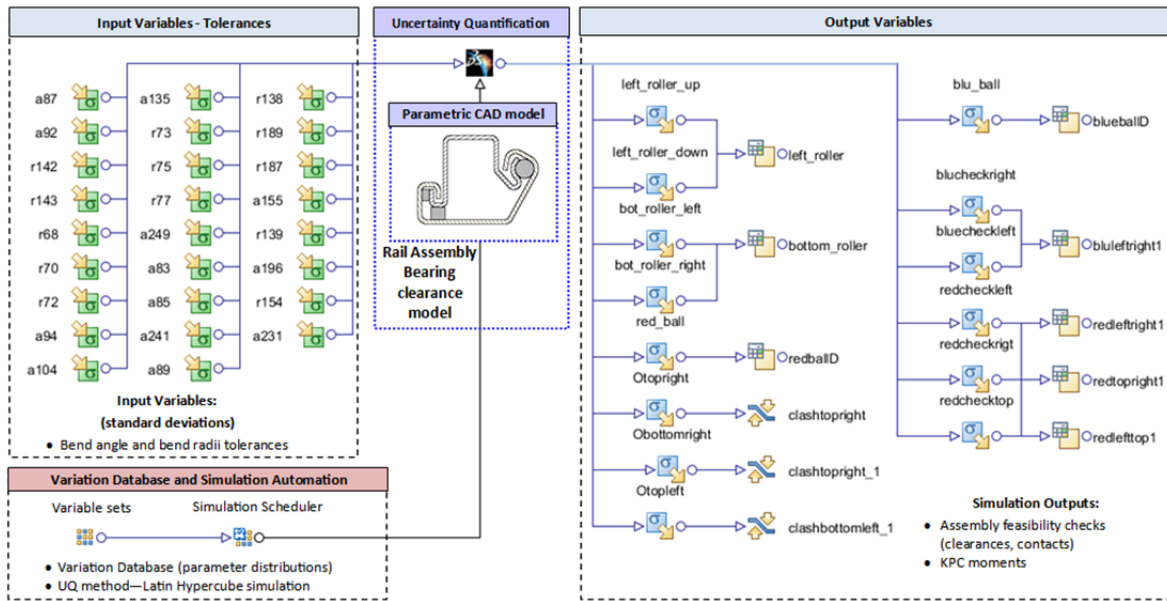 Input Variables - Tolerances
a87
a92
r142
r143
r68
r70
r72
a94
a104
a135
r73
r75
r77
a249
a83
a85
a241
a89
r138
r189
r187
a155
r139
a196
r154
a231
Input Variables:
(standard deviations)
• Bend angle and bend radii tolerances
Variation Database and Simulation Automation
Variable sets
Simulation Scheduler
• Variation Database (parameter distributions)
• UQ method—Latin Hypercube simulation
Uncertainty Quantification
Parametric CAD model
Rail Assembly
Bearing
clearance
model
Output Variables
left_roller_up
left_roller_down
left_roller
bot_roller_left
bottom_roller
bot_roller_right
red_ball
redballD
Otopright
clashtopright
Obottomright
clashtopright_1
Otopleft
clashbottomleft_1
blu_ball
blueballD
blucheckright
bluecheckleft
bluleftright1
redcheckleft
redleftright1
redcheckrigt
redtopright1
redchecktop
redlefttop1
Simulation Outputs:
• Assembly feasibility checks
(clearances, contacts)
• KPC moments